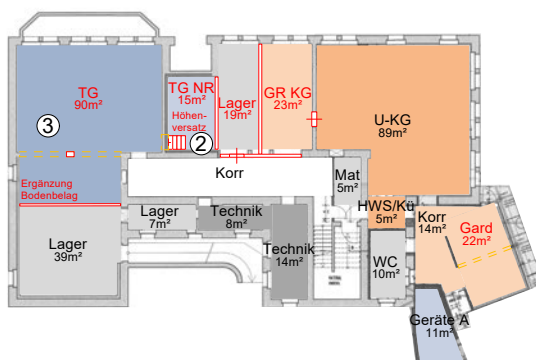 TG
90m²
3
TG NR
15m²
Höhen-
versatz
2
Lager
19m²
GR KG
23m²
U-KG
89m²
Korr
Mat
5m²
HWS/Kü
5m²
Ergänzung
Bodenbelag
Lager
39m²
Lager
7m²
Technik
8m²
Technik
14m²
WC
10m²
Korr
14m²
Gard
22m²
Geräte A
11m²